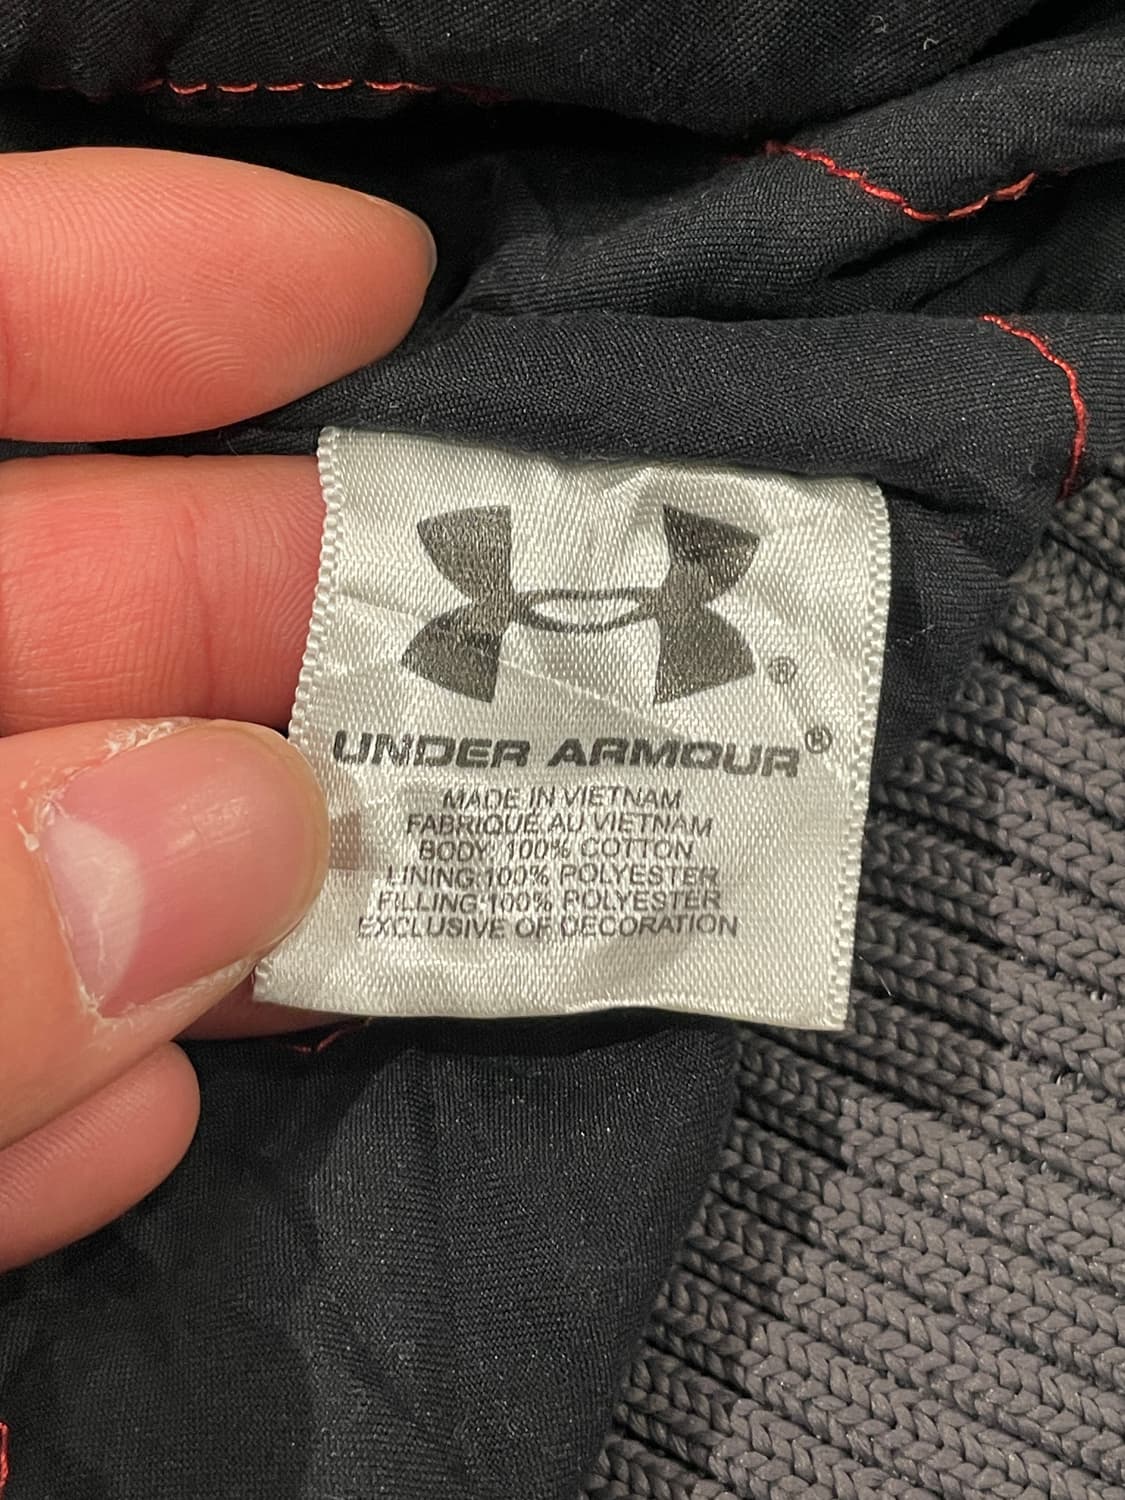 ®
UNDER ARMOUR®
MADE IN VIETNAM
FABRIQUE AU VIETNAM
BODY: 100% COTTON
LINING:100% POLYESTER
FILLING:100% POLYESTER
EXCLUSIVE OF DECORATION